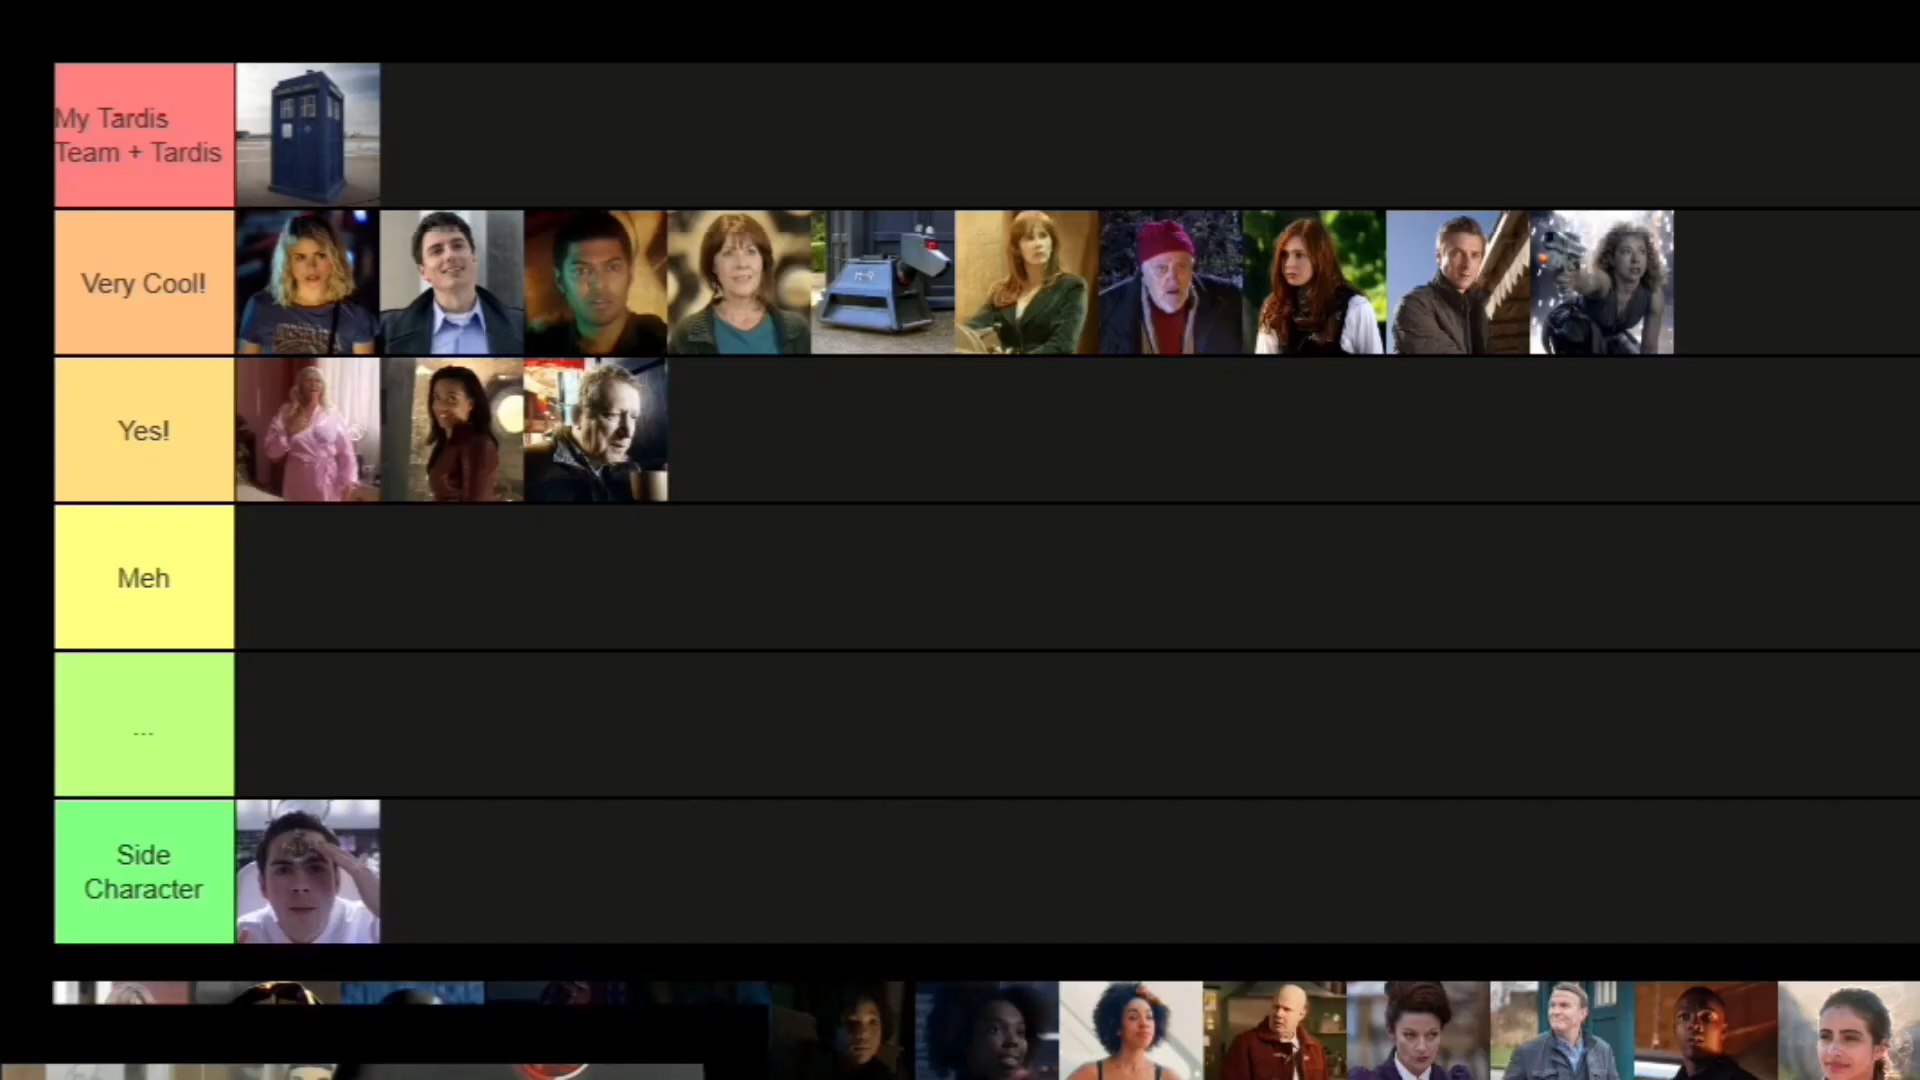 My Tardis
Team + Tardis
Very Cool!
Yes!
Meh
...
Side
Character